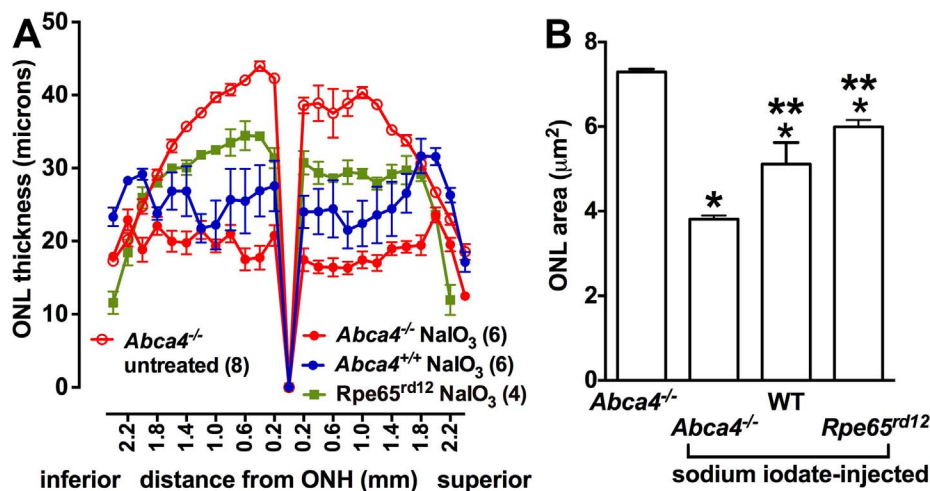 A
ONL thickness (microns)
50
40
30
20
10
0
Abca4-/-
untreated (8)
Abca4-/- NaIO3 (6)
Abca4+/+ NaIO3 (6)
Rpe65rd12 NaIO3 (4)
2.2 1.8 1.4 1.0 0.6 0.2 0.2 0.6 1.0 1.4 1.8 2.2
inferior distance from ONH (mm) superior
B
ONL area (μm2)
8
6
4
2
0
*
**
*
**
*
Abca4-/- WT
Abca4-/- Rpe65rd12
sodium iodate-injected